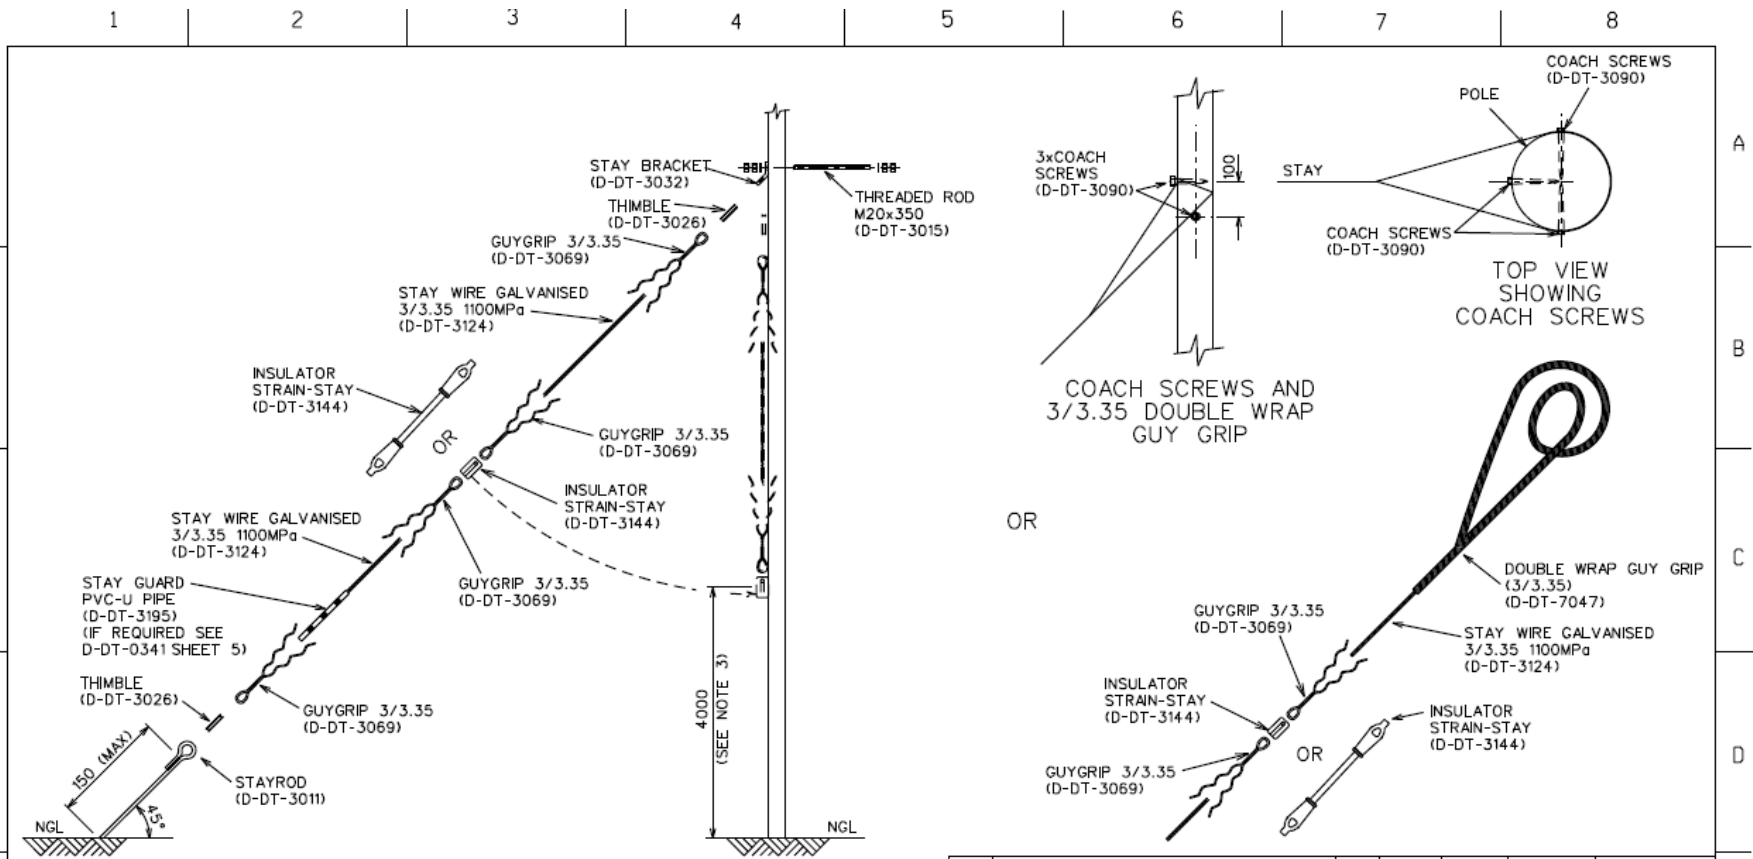 1 2 3 4 5 6 7 8
A
B
C
D
STAY BRACKET
(D-DT-3032)
THIMBLE
(D-DT-3026)
GUYGRIP 3/3.35
(D-DT-3069)
STAY WIRE GALVANISED
3/3.35 1100MPa
(D-DT-3124)
INSULATOR
STRAIN-STAY
(D-DT-3144)
OR
THREADED ROD
M20x350
(D-DT-3015)
GUYGRIP 3/3.35
(D-DT-3069)
INSULATOR
STRAIN-STAY
(D-DT-3144)
STAY WIRE GALVANISED
3/3.35 1100MPa
(D-DT-3124)
GUYGRIP 3/3.35
(D-DT-3069)
STAY GUARD
PVC-U PIPE
(D-DT-3195)
(IF REQUIRED SEE
D-DT-0341 SHEET 5)
THIMBLE
(D-DT-3026)
GUYGRIP 3/3.35
(D-DT-3069)
150 (MAX)
45°
STAYROD
(D-DT-3011)
NGL
4000
(SEE NOTE 3)
NGL
OR
3xCOACH
SCREWS
(D-DT-3090)
100
COACH SCREWS AND
3/3.35 DOUBLE WRAP
GUY GRIP
COACH SCREWS
(D-DT-3090)
POLE
STAY
COACH SCREWS
(D-DT-3090)
TOP VIEW
SHOWING
COACH SCREWS
DOUBLE WRAP GUY GRIP
(3/3.35)
(D-DT-7047)
GUYGRIP 3/3.35
(D-DT-3069)
STAY WIRE GALVANISED
3/3.35 1100MPa
(D-DT-3124)
INSULATOR
STRAIN-STAY
(D-DT-3144)
OR
INSULATOR
STRAIN-STAY
(D-DT-3144)
GUYGRIP 3/3.35
(D-DT-3069)